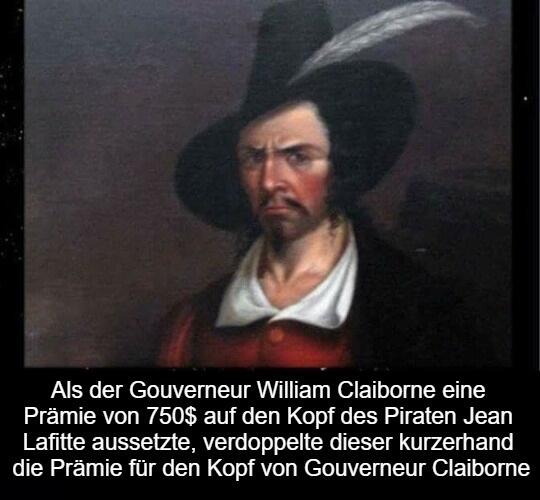 Als der Gouverneur William Claiborne eine
Prämie von 750$ auf den Kopf des Piraten Jean
Lafitte aussetzte, verdoppelte dieser kurzerhand
die Prämie für den Kopf von Gouverneur Claiborne